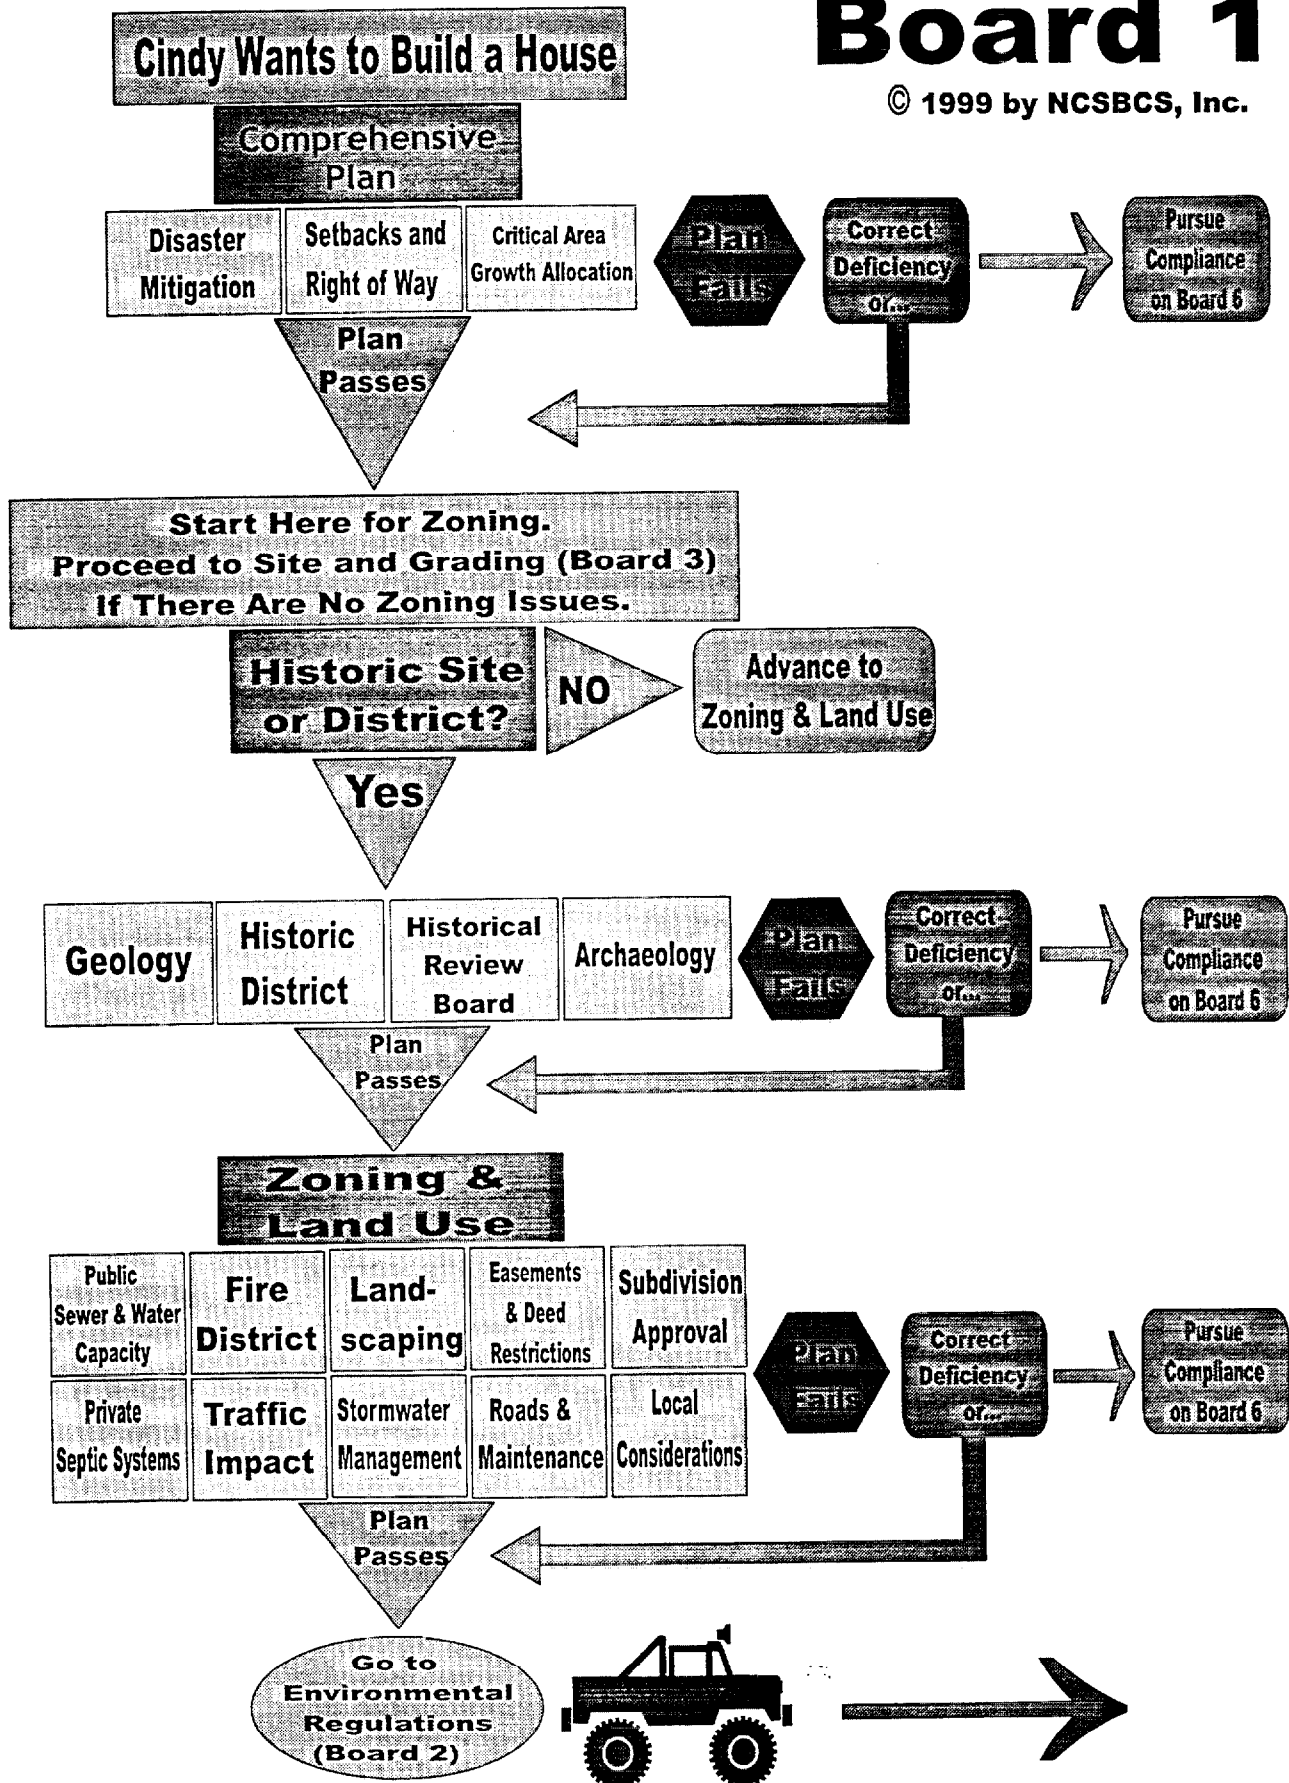 Board 1
© 1999 by NCSBCS, Inc.
Cindy Wants to Build a House
Comprehensive
Plan
Disaster
Mitigation
Setbacks and
Right of Way
Critical Area
Growth Allocation
Plan
Fails
Correct
Deficiency
or...
Pursue
Compliance
on Board 6
Plan
Passes
Start Here for Zoning.
Proceed to Site and Grading (Board 3)
If There Are No Zoning Issues.
Historic Site
or District?
NO
Advance to
Zoning & Land Use
Yes
Geology
Historic
District
Historical
Review
Board
Archaeology
Plan
Fails
Correct
Deficiency
or...
Pursue
Compliance
on Board 6
Plan
Passes
Zoning &
Land Use
Public
Sewer & Water
Capacity
Fire
District
Land-
scaping
Easements
& Deed
Restrictions
Subdivision
Approval
Private
Septic Systems
Traffic
Impact
Stormwater
Management
Roads &
Maintenance
Local
Considerations
Plan
Fails
Correct
Deficiency
or...
Pursue
Compliance
on Board 6
Plan
Passes
Go to
Environmental
Regulations
(Board 2)